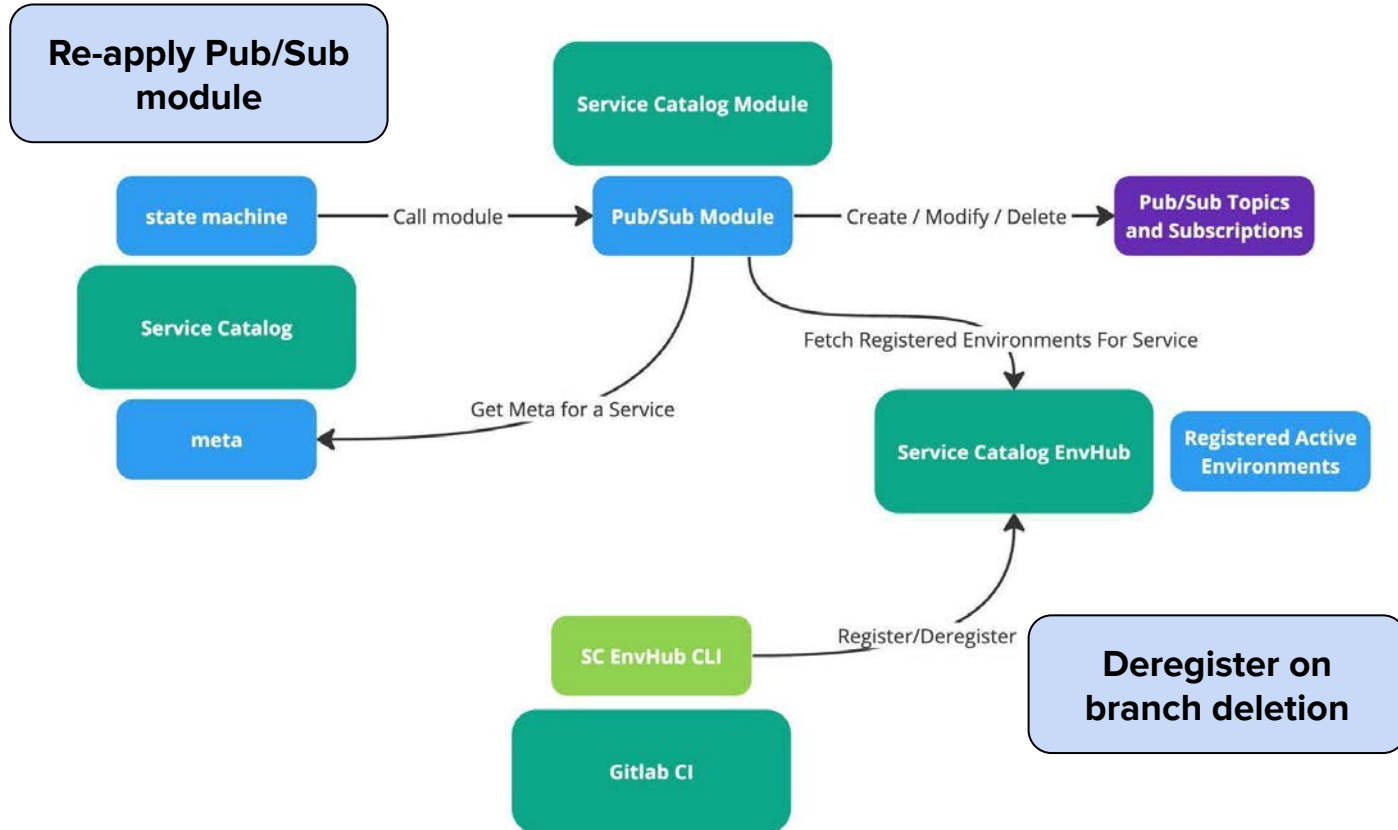 Re-apply Pub/Sub
module
Service Catalog Module
state machine
Call module
Pub/Sub Module
Create / Modify / Delete
Pub/Sub Topics
and Subscriptions
Service Catalog
Fetch Registered Environments For Service
Get Meta for a Service
meta
Service Catalog EnvHub
Registered Active
Environments
SC EnvHub CLI
Register/Deregister
Deregister on
branch deletion
Gitlab CI